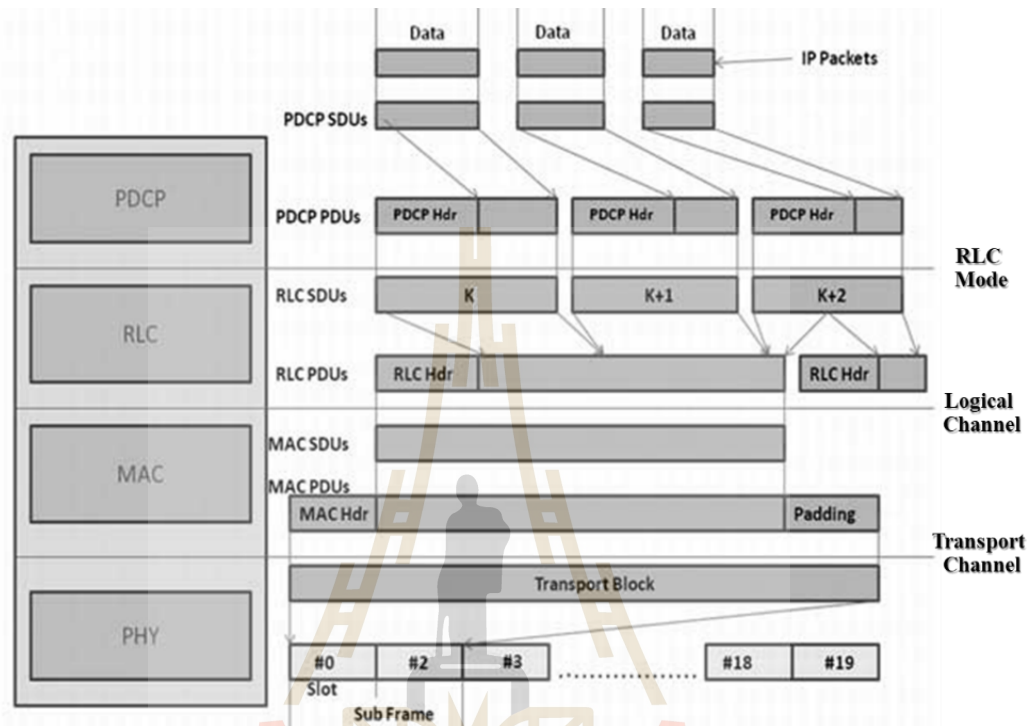 Data Data Data
IP Packets
PDCP SDUs
PDCP
PDCP PDUs
PDCP Hdr PDCP Hdr PDCP Hdr
RLC
Mode
RLC SDUs
K K+1 K+2
RLC
RLC PDUs
RLC Hdr RLC Hdr
Logical
Channel
MAC SDUs
MAC
MAC PDUs
MAC Hdr Padding
Transport
Channel
Transport Block
PHY
#0 #2 #3 #18 #19
Slot
Sub Frame